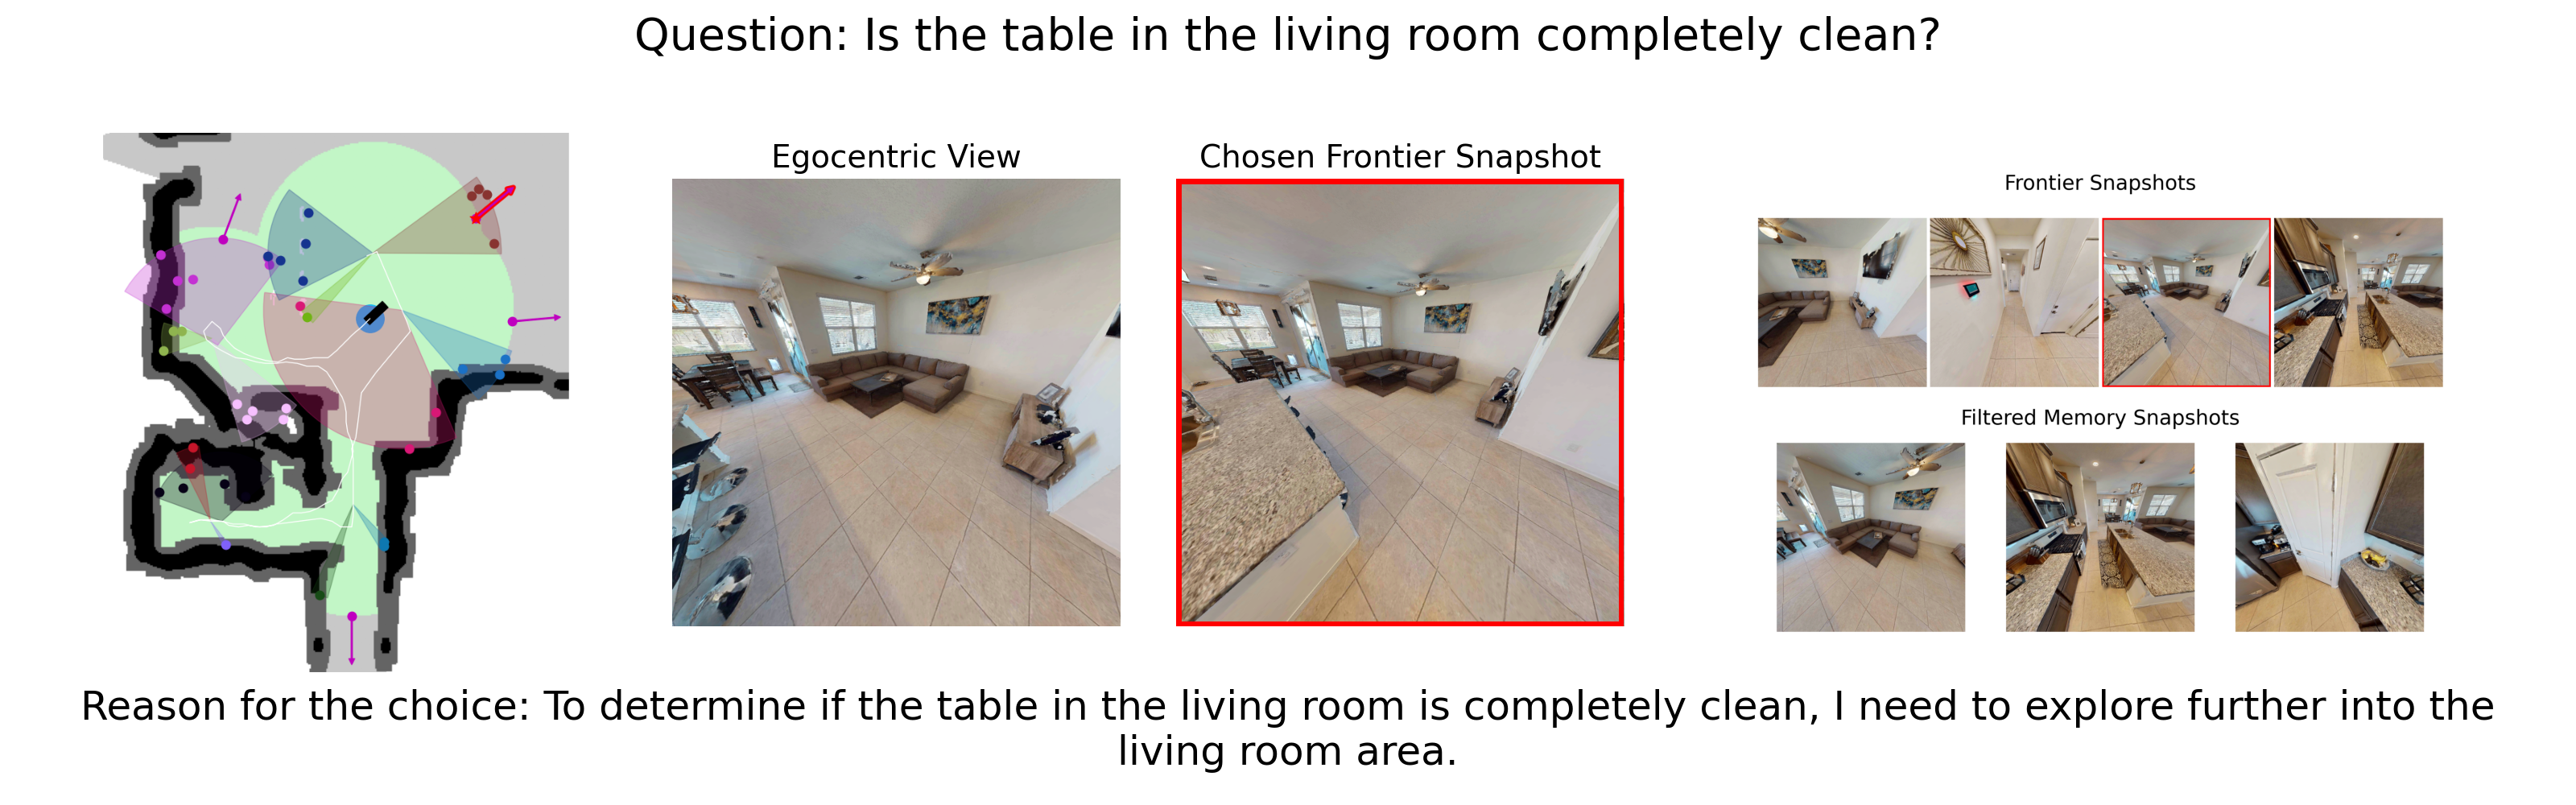 Question: Is the table in the living room completely clean?
Egocentric View
Chosen Frontier Snapshot
Frontier Snapshots
Filtered Memory Snapshots
Reason for the choice: To determine if the table in the living room is completely clean, I need to explore further into the
living room area.